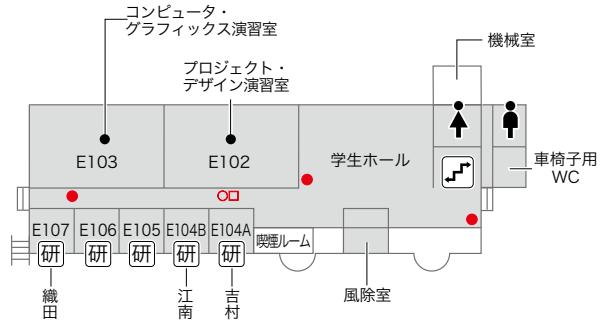 コンピュータ・
グラフィックス演習室
プロジェクト・
デザイン演習室
機械室
E103
E102
学生ホール
車椅子用
WC
E107
E106
E105
E104B
E104A
喫煙ルーム
研
研
研
研
研
織田
江南
吉村
風除室